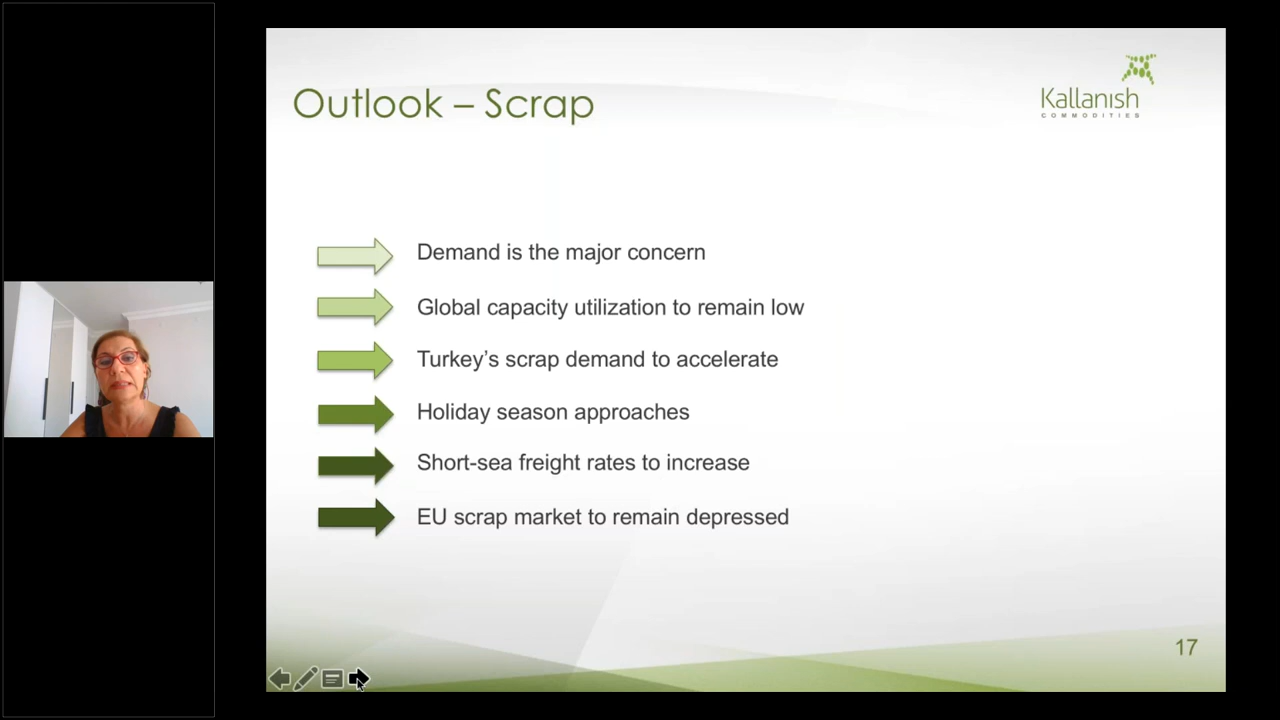 Outlook – Scrap
Kallanish
COMMODITIES
Demand is the major concern
Global capacity utilization to remain low
Turkey’s scrap demand to accelerate
Holiday season approaches
Short-sea freight rates to increase
EU scrap market to remain depressed
17